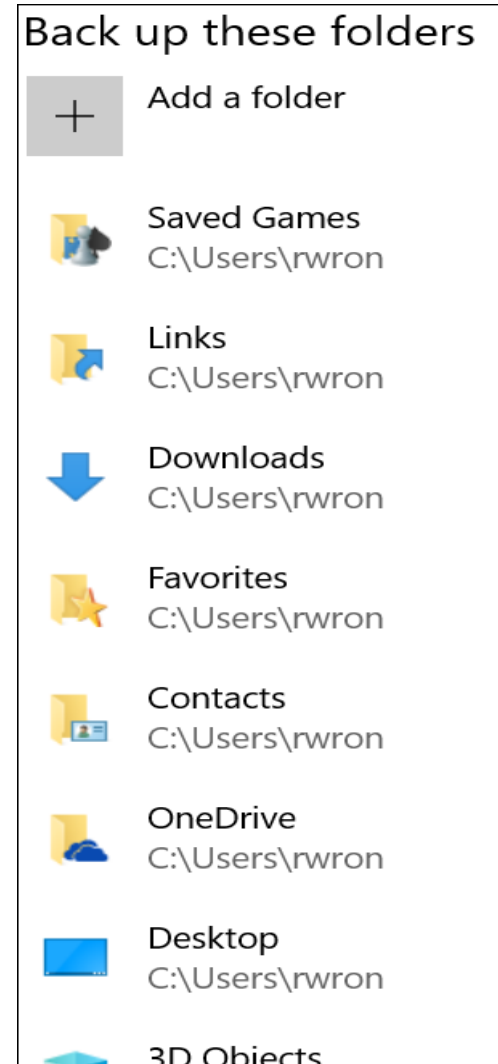 Back up these folders
Add a folder
Saved Games
C:\Users\rwron
Links
C:\Users\rwron
Downloads
C:\Users\rwron
Favorites
C:\Users\rwron
Contacts
C:\Users\rwron
OneDrive
C:\Users\rwron
Desktop
C:\Users\rwron
3D Objects